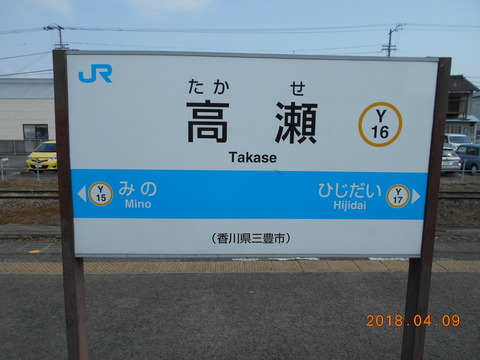 JR
たかせ
高瀬
Takase
Y
16
Y
15
みの
Mino
ひじだい
Hijidai
Y
17
(香川県三豊市)
2018.04.09